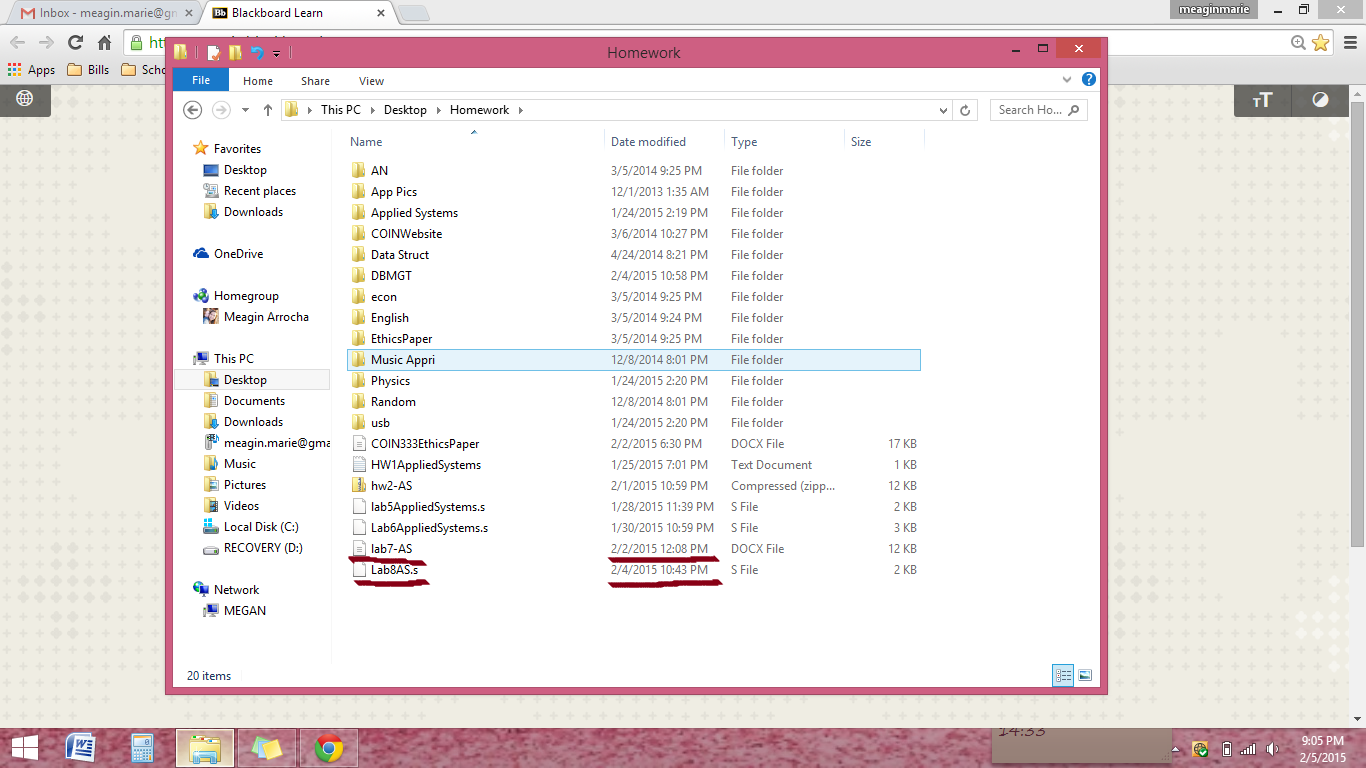 Inbox - meagin.marie@gm
Blackboard Learn
meaginmarie
Apps Bills Scho
Homework
File Home Share View
This PC Desktop Homework
Search Ho...
Name Date modified Type Size
Favorites
Desktop
Recent places
Downloads
OneDrive
Homegroup
Meagin Arrocha
This PC
Desktop
Documents
Downloads
meagin.marie@gma
Music
Pictures
Videos
Local Disk (C:)
RECOVERY (D:)
Network
MEGAN
AN 3/5/2014 9:25 PM File folder
App Pics 12/1/2013 1:35 AM File folder
Applied Systems 1/24/2015 2:19 PM File folder
COINWebsite 3/6/2014 10:27 PM File folder
Data Struct 4/24/2014 8:21 PM File folder
DBMGT 2/4/2015 10:58 PM File folder
econ 3/5/2014 9:25 PM File folder
English 3/5/2014 9:24 PM File folder
EthicsPaper 3/5/2014 9:25 PM File folder
Music Appri 12/8/2014 8:01 PM File folder
Physics 1/24/2015 2:20 PM File folder
Random 12/8/2014 8:01 PM File folder
usb 1/24/2015 2:20 PM File folder
COIN333EthicsPaper 2/2/2015 6:30 PM DOCX File 17 KB
HW1AppliedSystems 1/25/2015 7:01 PM Text Document 1 KB
hw2-AS 2/1/2015 10:59 PM Compressed (zipp... 12 KB
lab5AppliedSystems.s 1/28/2015 11:39 PM S File 2 KB
Lab6AppliedSystems.s 1/30/2015 10:59 PM S File 3 KB
lab7-AS 2/2/2015 12:08 PM DOCX File 12 KB
Lab8AS.s 2/4/2015 10:43 PM S File 2 KB
20 items
14:33
9:05 PM
2/5/2015